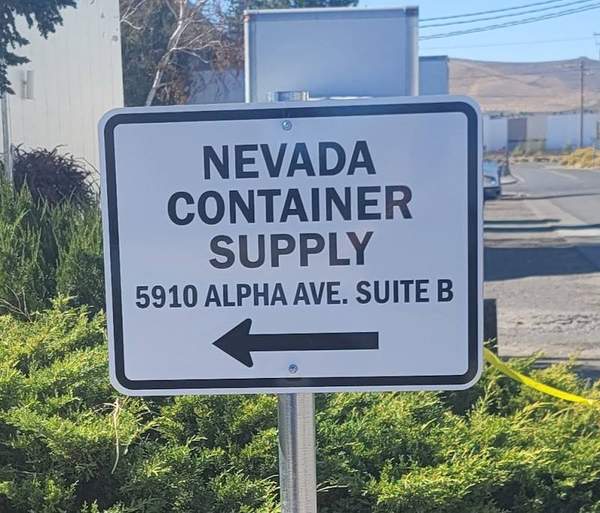 NEVADA
CONTAINER
SUPPLY
5910 ALPHA AVE. SUITE B